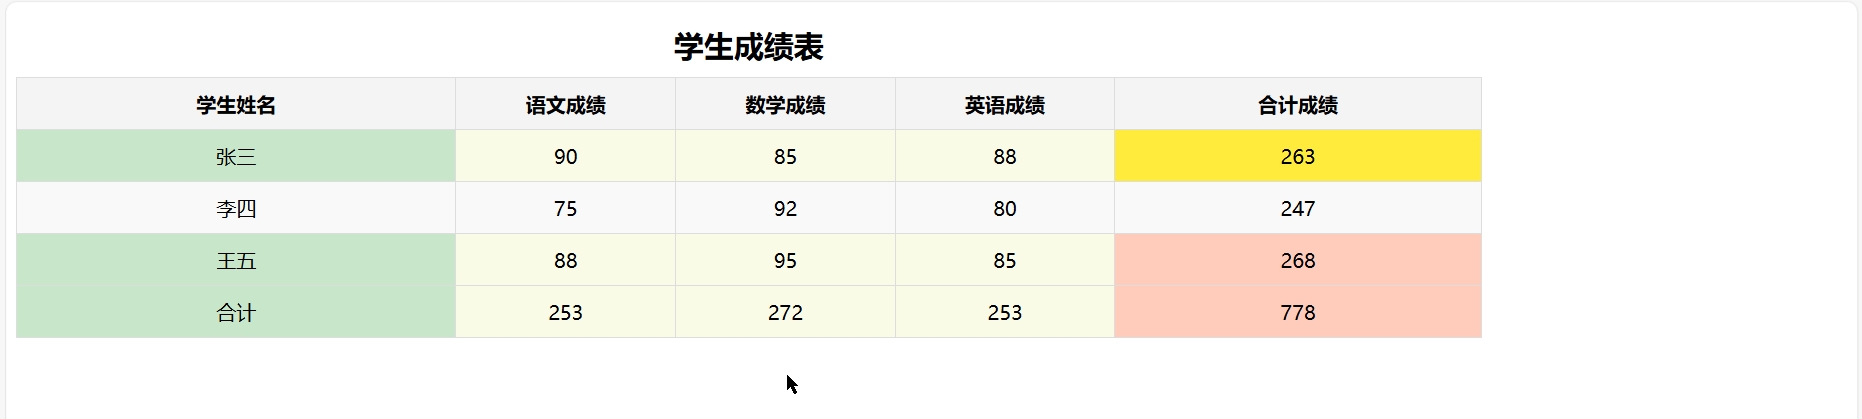 学生成绩表
学生姓名 语文成绩 数学成绩 英语成绩 合计成绩
张三 90 85 88 263
李四 75 92 80 247
王五 88 95 85 268
合计 253 272 253 778